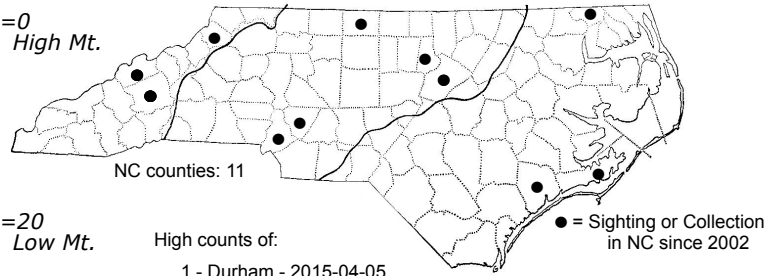 =0
High Mt.
NC counties: 11
=20
Low Mt.
High counts of:
1 - Durham - 2015-04-05
● = Sighting or Collection
in NC since 2002